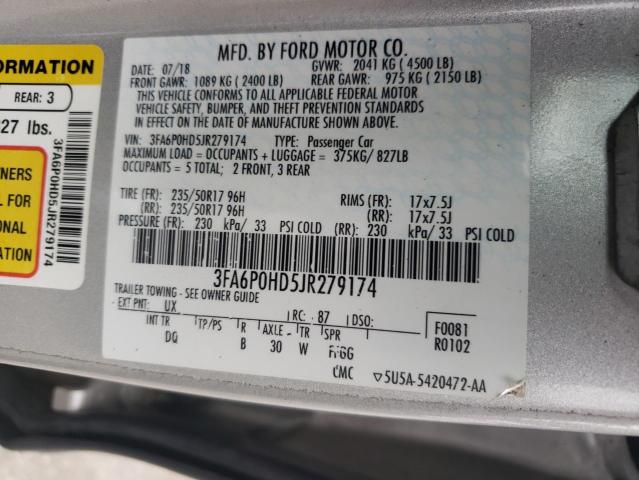 ORMATION
REAR: 3
27 lbs.
3FA6P0HD5JR279174
NERS
L FOR
ONAL
ATION
MFD. BY FORD MOTOR CO.
07/18 GVWR: 2041 KG ( 4500 LB)
FRONT GAWR: 1089 KG ( 2400 LB) REAR GAWR: 975 KG ( 2150 LB)
THIS VEHICLE CONFORMS TO ALL APPLICABLE FEDERAL MOTOR
VEHICLE SAFETY, BUMPER, AND THEFT PREVENTION STANDARDS
IN EFFECT ON THE DATE OF MANUFACTURE SHOWN ABOVE.
VIN: 3FA6P0HD5JR279174 TYPE: Passenger Car
MAXIMUM LOAD = OCCUPANTS + LUGGAGE = 375KG/ 827LB
OCCUPANTS = 5 TOTAL; 2 FRONT, 3 REAR
TIRE (FR): 235/50R17 96H RIMS (FR): 17x7.5J
(RR): 235/50R17 96H (RR): 17x7.5J
PRESSURE (FR): 230 kPa/ 33 PSI COLD (RR): 230 kPa/ 33 PSI COLD
3FA6P0HD5JR279174
TRAILER TOWING - SEE OWNER GUIDE
EXT PNT: UX RC: 87 DSO:
INT TR TP/PS R AXLE TR SPR F0081
DQ B 30 W R0102
CMC ▽5U5A-5420472-AA